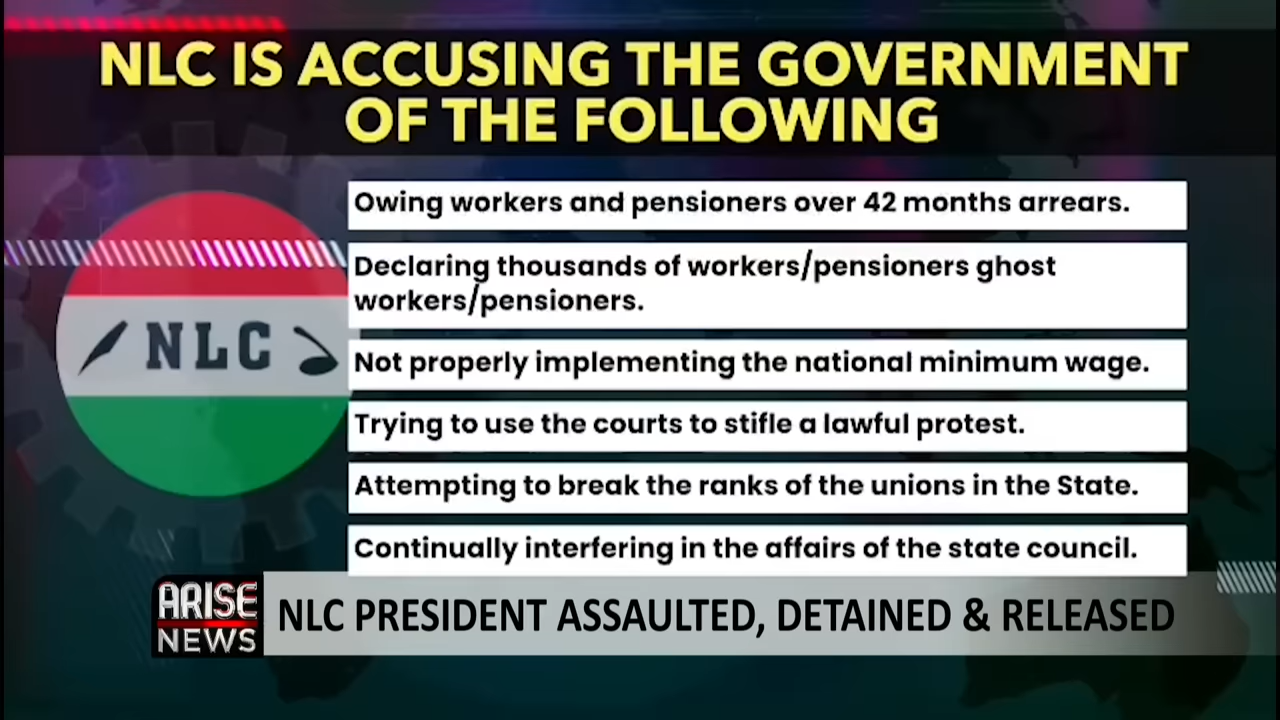 NLC IS ACCUSING THE GOVERNMENT
OF THE FOLLOWING
Owing workers and pensioners over 42 months arrears.
Declaring thousands of workers/pensioners ghost
workers/pensioners.
NLC
Not properly implementing the national minimum wage.
Trying to use the courts to stifle a lawful protest.
Attempting to break the ranks of the unions in the State.
Continually interfering in the affairs of the state council.
ARISE
NEWS
NLC PRESIDENT ASSAULTED, DETAINED & RELEASED